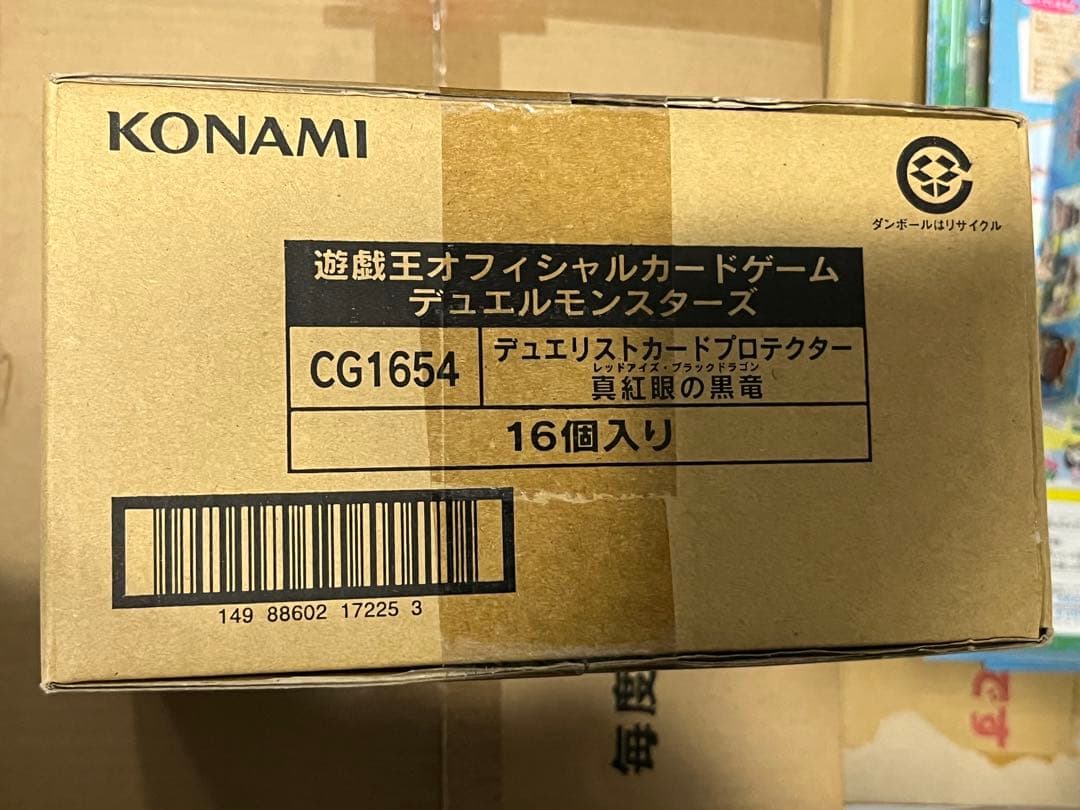 KONAMI
ダンボールはリサイクル
遊戯王オフィシャルカードゲーム
デュエルモンスターズ
CG1654
デュエリストカードプロテクター
レッドアイズ・ブラックドラゴン
真紅眼の黒竜
16個入り
149 88602 17225 3
毎度
です